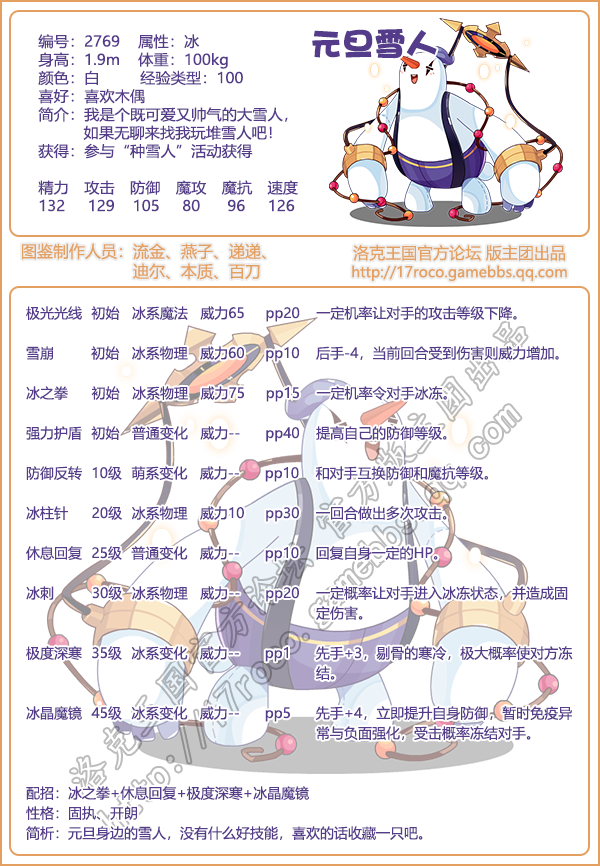 元旦雪人
编号：2769 属性：冰
身高：1.9m 体重：100kg
颜色：白 经验类型：100
喜好：喜欢木偶
简介：我是个既可爱又帅气的大雪人，
如果无聊来找我玩堆雪人吧！
获得：参与“种雪人”活动获得
精力 攻击 防御 魔攻 魔抗 速度
132 129 105 80 96 126
图鉴制作人员：流金、燕子、递递、
迪尔、本质、百刀
洛克王国官方论坛 版主团出品
http://17roco.gamebbs.qq.com
极光光线 初始 冰系魔法 威力65 pp20 一定机率让对手的攻击等级下降。
雪崩 初始 冰系物理 威力60 pp10 后手-4，当前回合受到伤害则威力增加。
冰之拳 初始 冰系物理 威力75 pp15 一定机率令对手冰冻。
强力护盾 初始 普通变化 威力-- pp40 提高自己的防御等级。
防御反转 10级 萌系变化 威力-- pp10 和对手互换防御和魔抗等级。
冰柱针 20级 冰系物理 威力10 pp30 一回合做出多次攻击。
休息回复 25级 普通变化 威力-- pp10 回复自身一定的HP。
冰刺 30级 冰系物理 威力-- pp20 一定概率让对手进入冰冻状态，并造成固
定伤害。
极度深寒 35级 冰系变化 威力-- pp1 先手+3，剔骨的寒冷，极大概率使对方冻
结。
冰晶魔镜 45级 冰系变化 威力-- pp5 先手+4，立即提升自身防御，暂时免疫异
常与负面强化，受击概率冻结对手。
洛克王国官方论坛 官方版主团出品
http://17roco.gamebbs.qq.com
配招：冰之拳+休息回复+极度深寒+冰晶魔镜
性格：固执、开朗
简析：元旦身边的雪人，没有什么好技能，喜欢的话收藏一只吧。